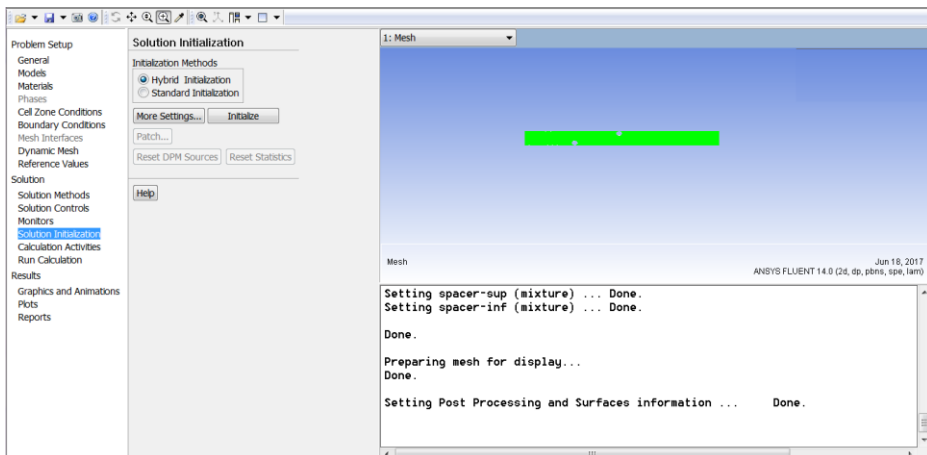 Problem Setup
General
Models
Materials
Phases
Cell Zone Conditions
Boundary Conditions
Mesh Interfaces
Dynamic Mesh
Reference Values
Solution
Solution Methods
Solution Controls
Monitors
Solution Initialization
Calculation Activities
Run Calculation
Results
Graphics and Animations
Plots
Reports
Solution Initialization
Initialization Methods
Hybrid Initialization
Standard Initialization
More Settings... Initialize
Patch...
Reset DPM Sources Reset Statistics
Help
1: Mesh
Mesh
Jun 18, 2017
ANSYS FLUENT 14.0 (2d, dp, pbns, spe, lam)
Setting spacer-sup (mixture) ... Done.
Setting spacer-inf (mixture) ... Done.
Done.
Preparing mesh for display...
Done.
Setting Post Processing and Surfaces information ... Done.